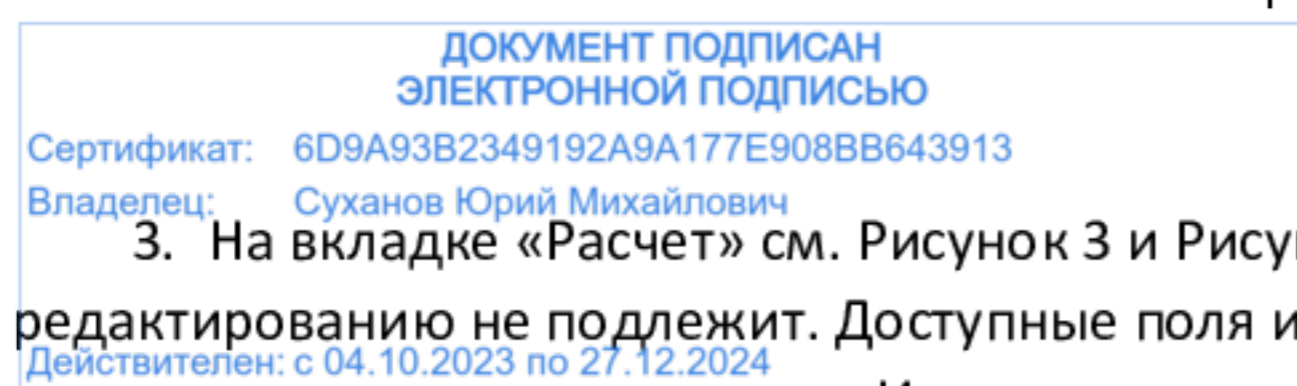 ДОКУМЕНТ ПОДПИСАН
ЭЛЕКТРОННОЙ ПОДПИСЬЮ
Сертификат: 6D9A93B2349192A9A177E908BB643913
Владелец: Суханов Юрий Михайлович
3. На вкладке «Расчет» см. Рисунок 3 и
редактированию не подлежит. Доступные поля
Действителен: с 04.10.2023 по 27.12.2024